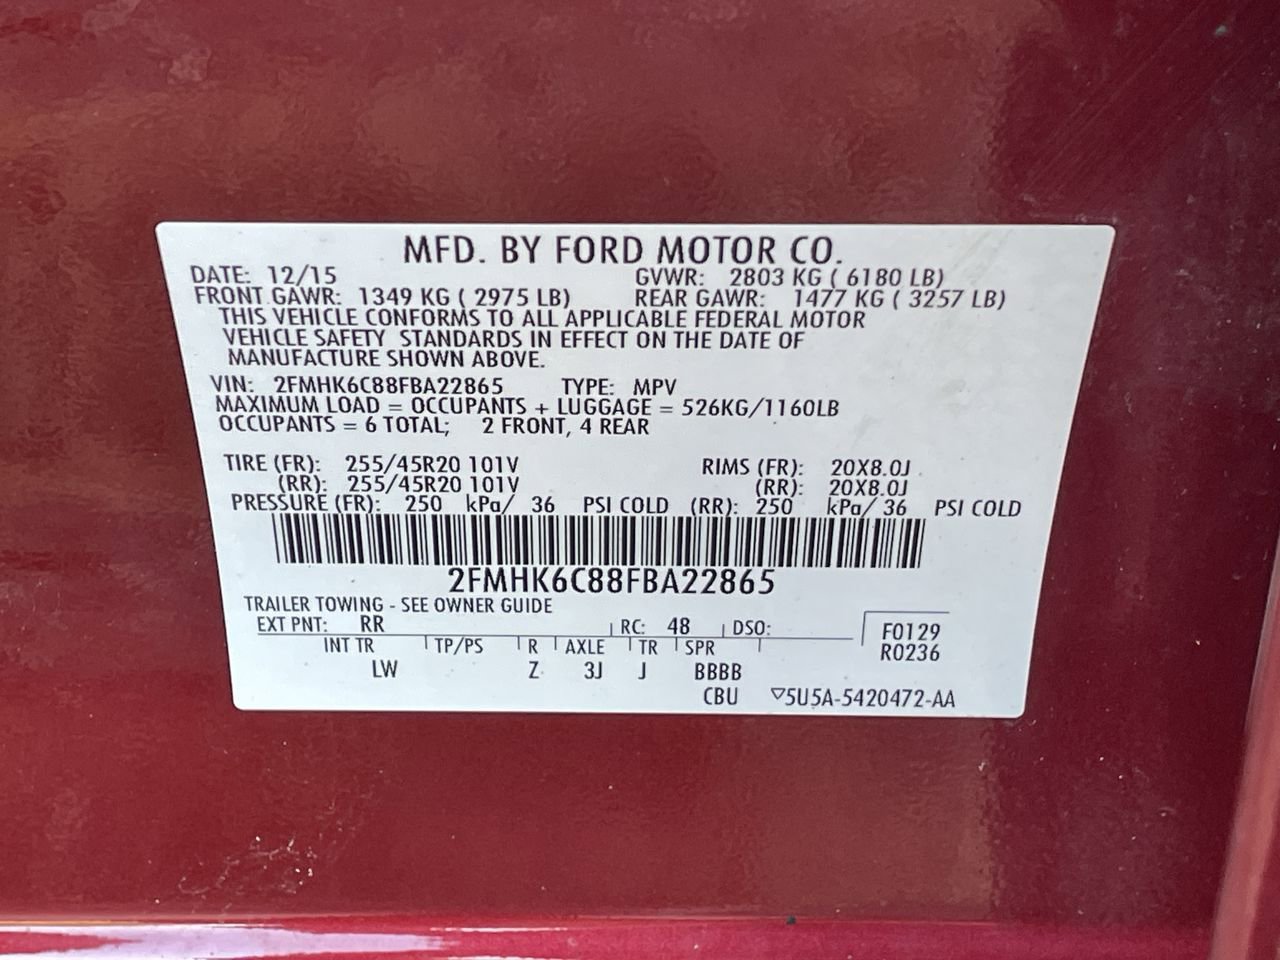 MFD. BY FORD MOTOR CO.
DATE: 12/15 GVWR: 2803 KG ( 6180 LB)
FRONT GAWR: 1349 KG ( 2975 LB) REAR GAWR: 1477 KG ( 3257 LB)
THIS VEHICLE CONFORMS TO ALL APPLICABLE FEDERAL MOTOR
VEHICLE SAFETY STANDARDS IN EFFECT ON THE DATE OF
MANUFACTURE SHOWN ABOVE.
VIN: 2FMHK6C88FBA22865 TYPE: MPV
MAXIMUM LOAD = OCCUPANTS + LUGGAGE = 526KG/1160LB
OCCUPANTS = 6 TOTAL; 2 FRONT, 4 REAR
TIRE (FR): 255/45R20 101V RIMS (FR): 20X8.0J
(RR): 255/45R20 101V (RR): 20X8.0J
PRESSURE (FR): 250 kPa/ 36 PSI COLD (RR): 250 kPa/ 36 PSI COLD
2FMHK6C88FBA22865
TRAILER TOWING - SEE OWNER GUIDE
EXT PNT: RR RC: 48 DSO: F0129
INT TR TP/PS R AXLE TR SPR R0236
LW Z 3J J BBBB
CBU ▽5U5A-5420472-AA